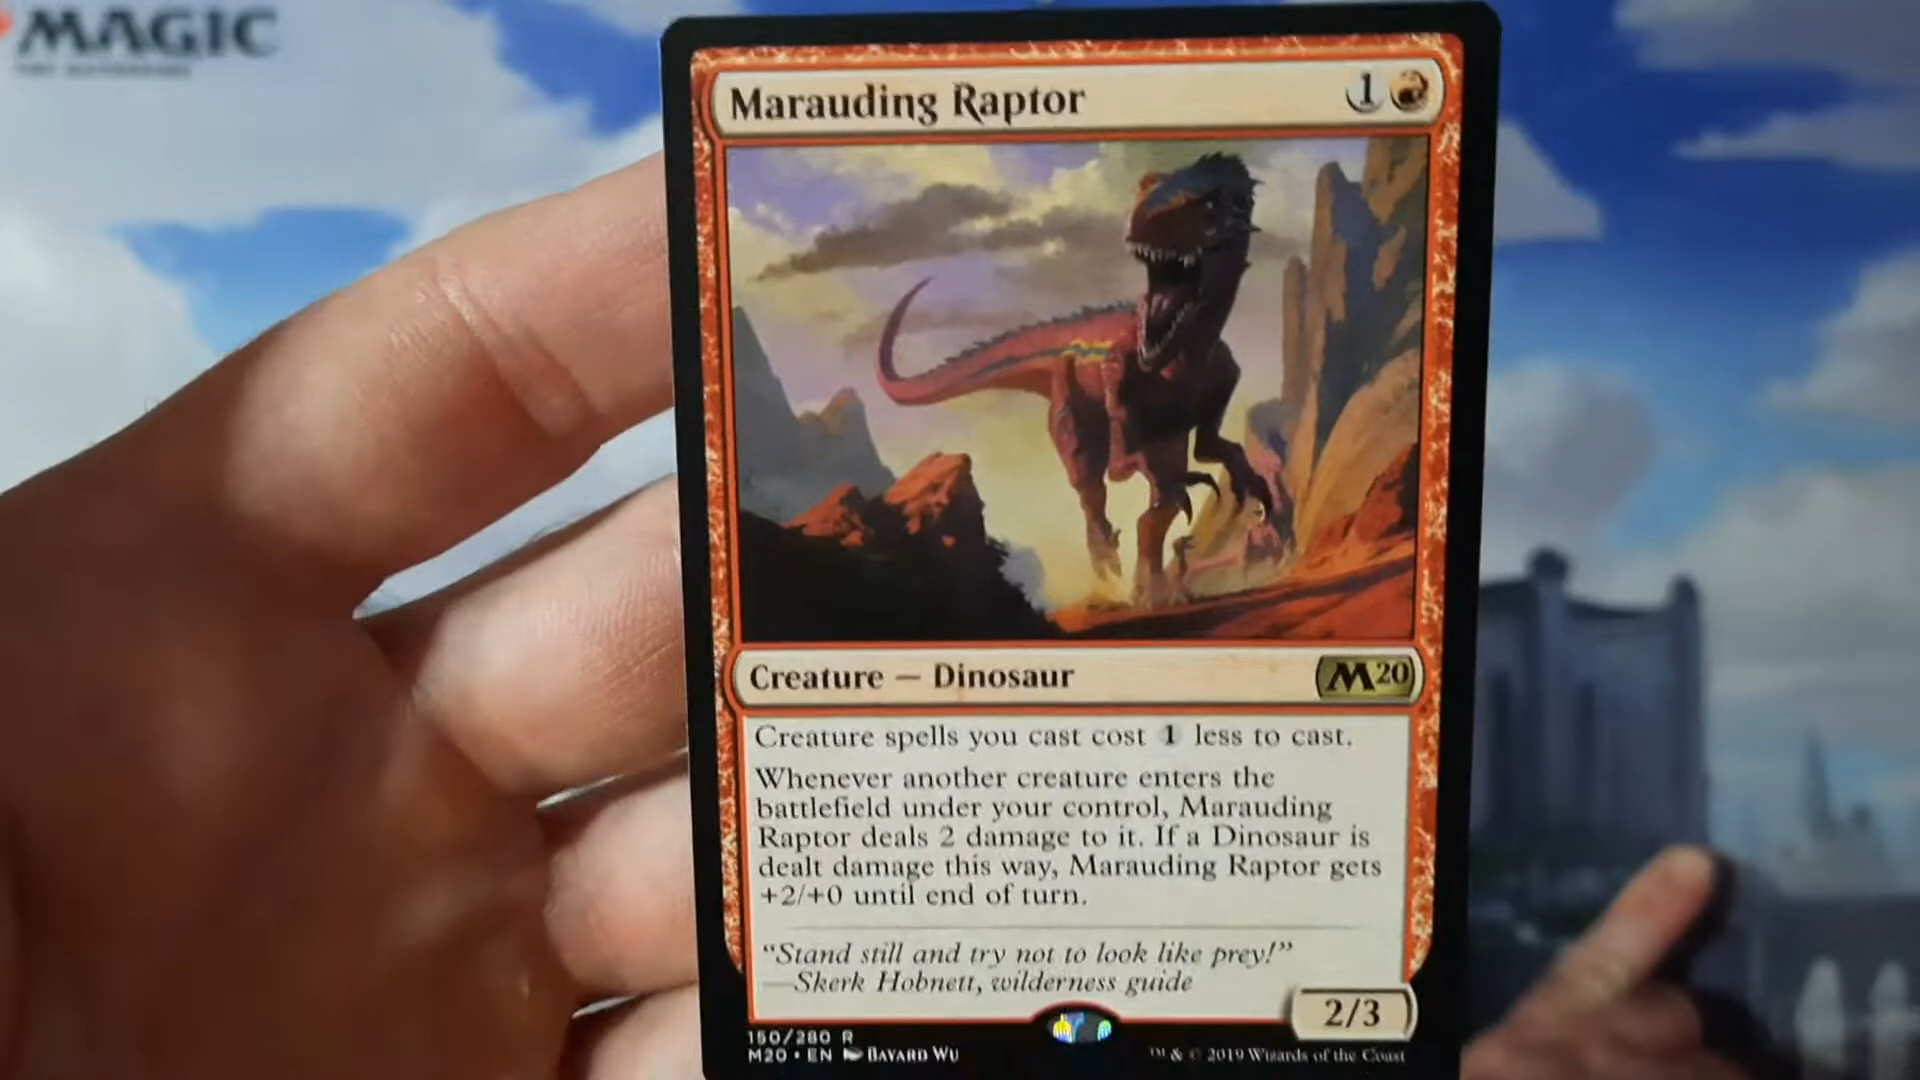 MAGIC
THE GATHERING
Marauding Raptor 1
Creature — Dinosaur M20
Creature spells you cast cost 1 less to cast.
Whenever another creature enters the
battlefield under your control, Marauding
Raptor deals 2 damage to it. If a Dinosaur is
dealt damage this way, Marauding Raptor gets
+2/+0 until end of turn.
“Stand still and try not to look like prey!”
—Skerk Hobnett, wilderness guide
2/3
150/280 R
M20 • EN Bayard Wu
™ & © 2019 Wizards of the Coast